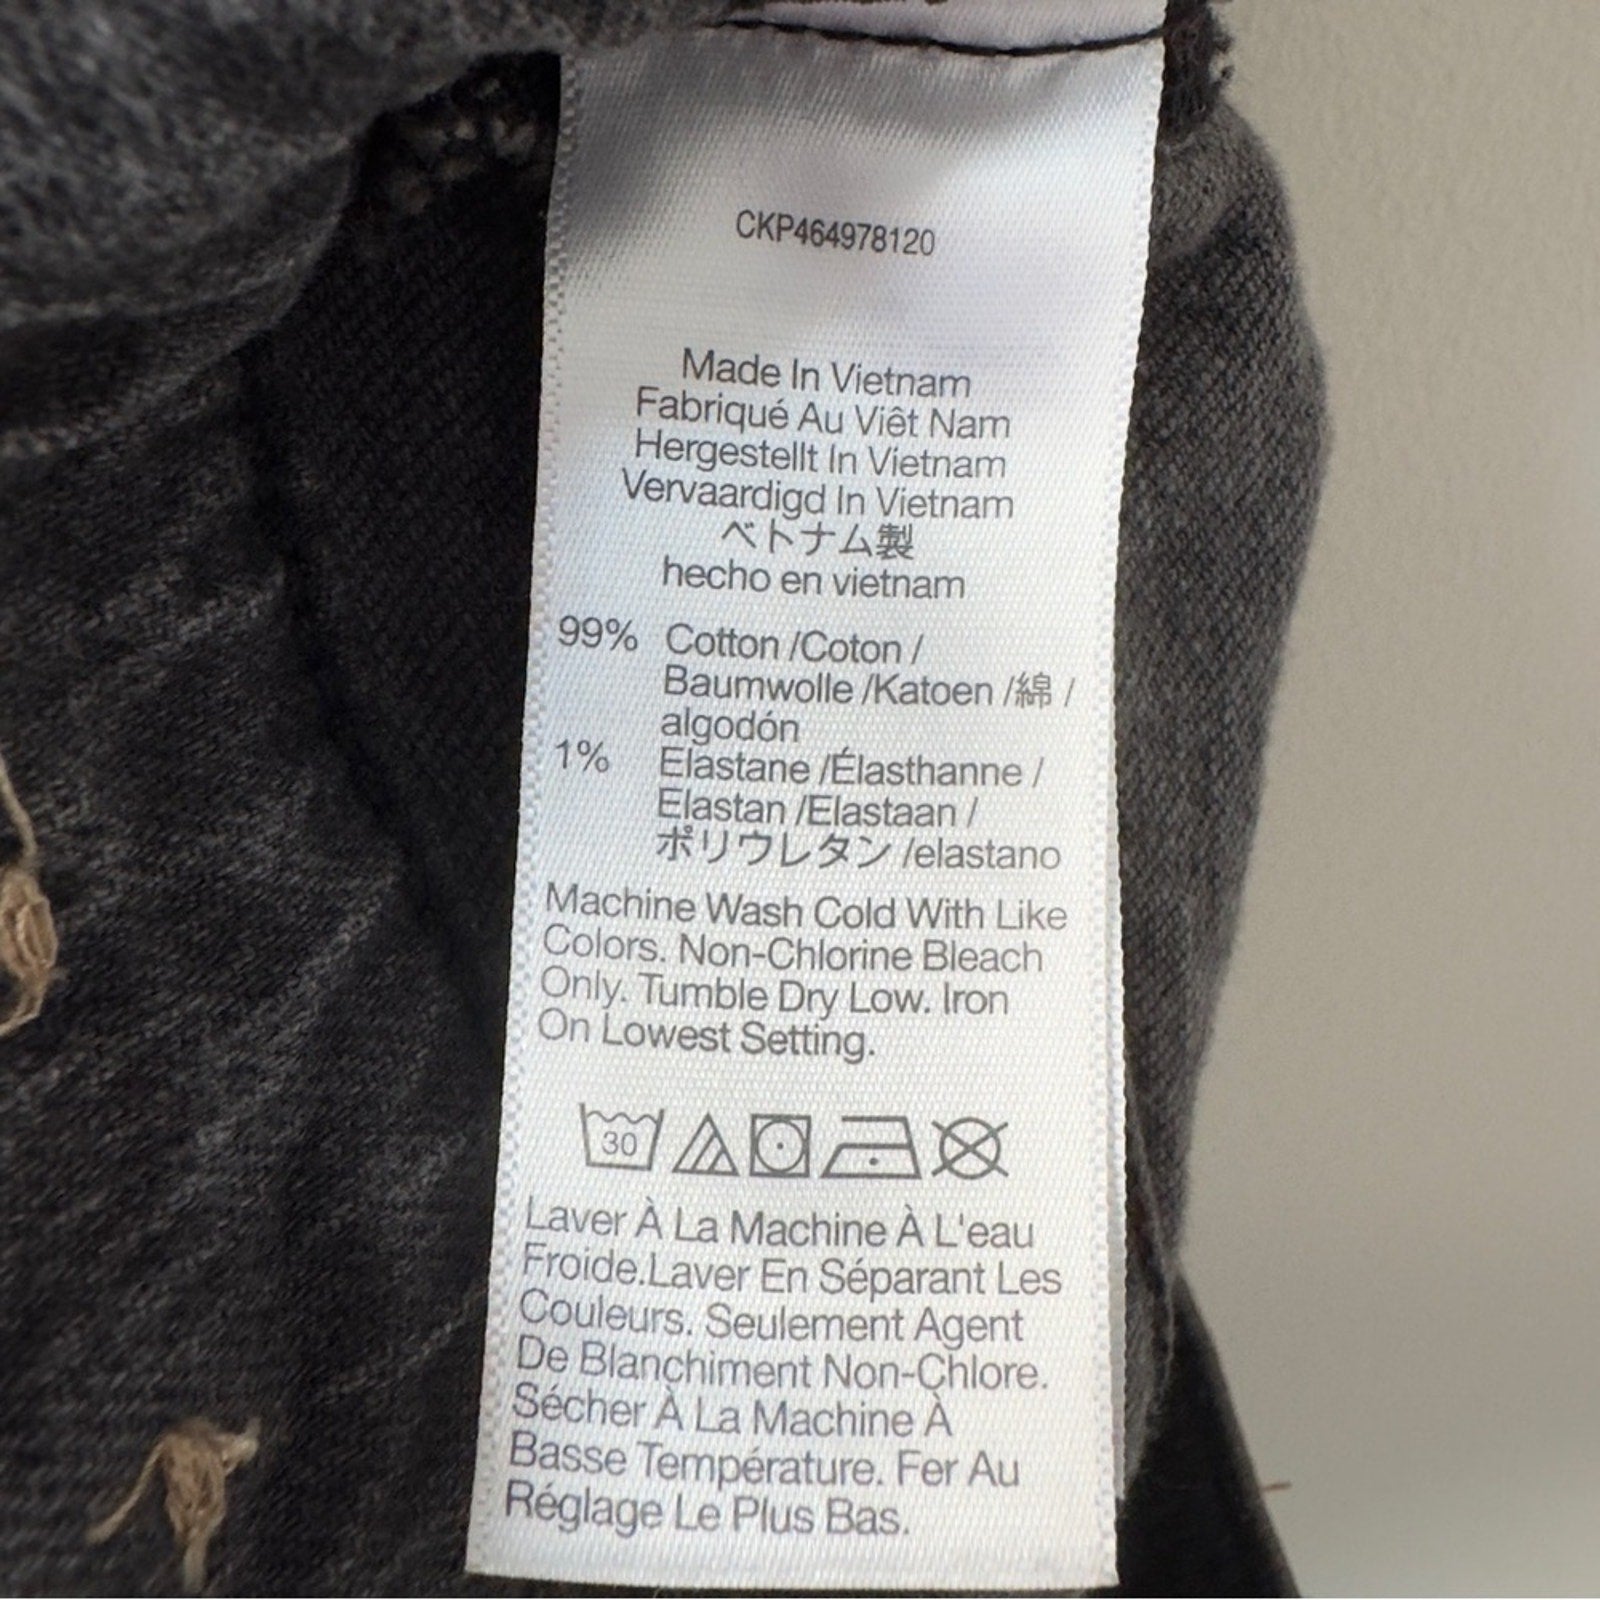 CKP464978120
Made In Vietnam
Fabriqué Au Viêt Nam
Hergestellt In Vietnam
Vervaardigd In Vietnam
ベトナム製
hecho en vietnam
99% Cotton /Coton /
Baumwolle /Katoen /綿 /
algodón
1% Elastane /Élasthanne /
Elastan /Elastaan /
ポリウレタン /elastano
Machine Wash Cold With Like
Colors. Non-Chlorine Bleach
Only. Tumble Dry Low. Iron
On Lowest Setting.
30
Laver À La Machine À L'eau
Froide.Laver En Séparant Les
Couleurs. Seulement Agent
De Blanchiment Non-Chlore.
Sécher À La Machine À
Basse Température. Fer Au
Réglage Le Plus Bas.